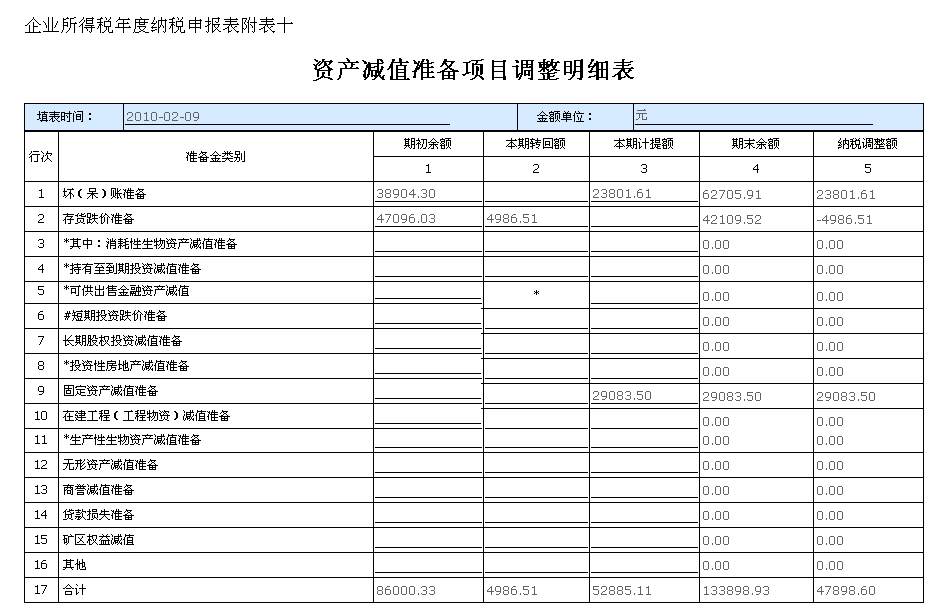 企业所得税年度纳税申报表附表十
资产减值准备项目调整明细表
填表时间： 2010-02-09 金额单位： 元
行次 准备金类别 期初余额 本期转回额 本期计提额 期末余额 纳税调整额
1 2 3 4 5
1 坏（呆）账准备 38904.30 23801.61 62705.91 23801.61
2 存货跌价准备 47096.03 4986.51 42109.52 -4986.51
3 *其中：消耗性生物资产减值准备 0.00 0.00
4 *持有至到期投资减值准备 0.00 0.00
5 *可供出售金融资产减值 * 0.00 0.00
6 #短期投资跌价准备 0.00 0.00
7 长期股权投资减值准备 0.00 0.00
8 *投资性房地产减值准备 0.00 0.00
9 固定资产减值准备 29083.50 29083.50 29083.50
10 在建工程（工程物资）减值准备 0.00 0.00
11 *生产性生物资产减值准备 0.00 0.00
12 无形资产减值准备 0.00 0.00
13 商誉减值准备 0.00 0.00
14 贷款损失准备 0.00 0.00
15 矿区权益减值 0.00 0.00
16 其他 0.00 0.00
17 合计 86000.33 4986.51 52885.11 133898.93 47898.60